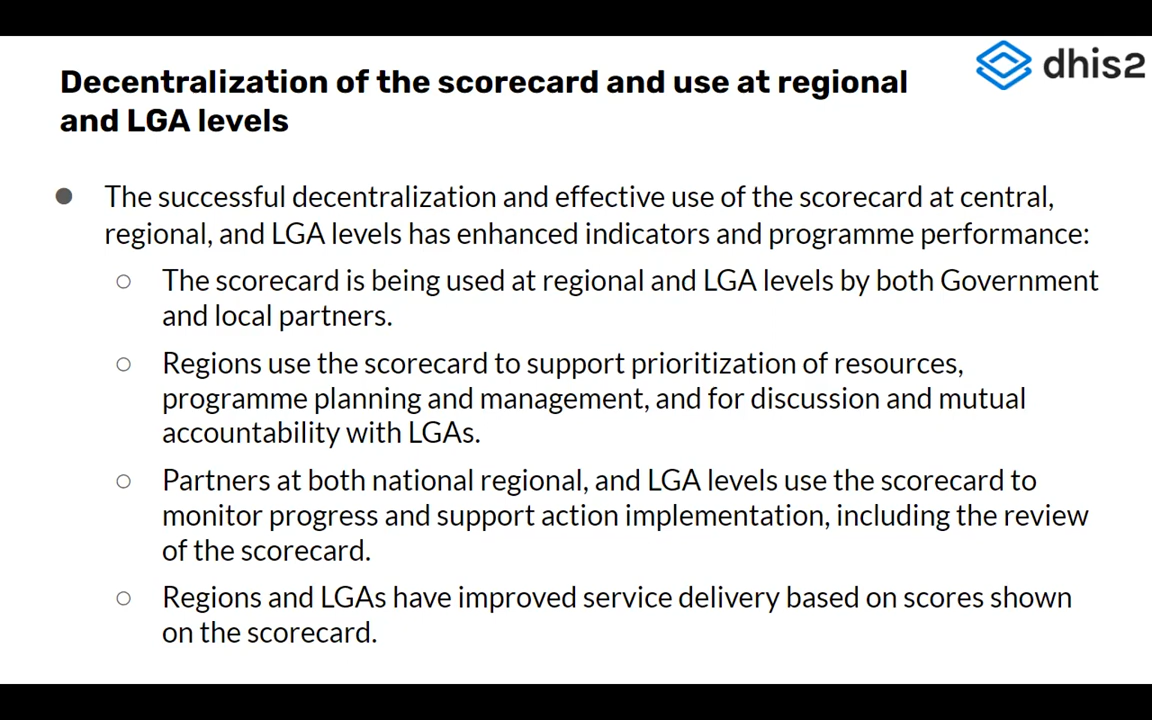 dhis2
Decentralization of the scorecard and use at regional
and LGA levels
● The successful decentralization and effective use of the scorecard at central,
regional, and LGA levels has enhanced indicators and programme performance:
○ The scorecard is being used at regional and LGA levels by both Government
and local partners.
○ Regions use the scorecard to support prioritization of resources,
programme planning and management, and for discussion and mutual
accountability with LGAs.
○ Partners at both national regional, and LGA levels use the scorecard to
monitor progress and support action implementation, including the review
of the scorecard.
○ Regions and LGAs have improved service delivery based on scores shown
on the scorecard.